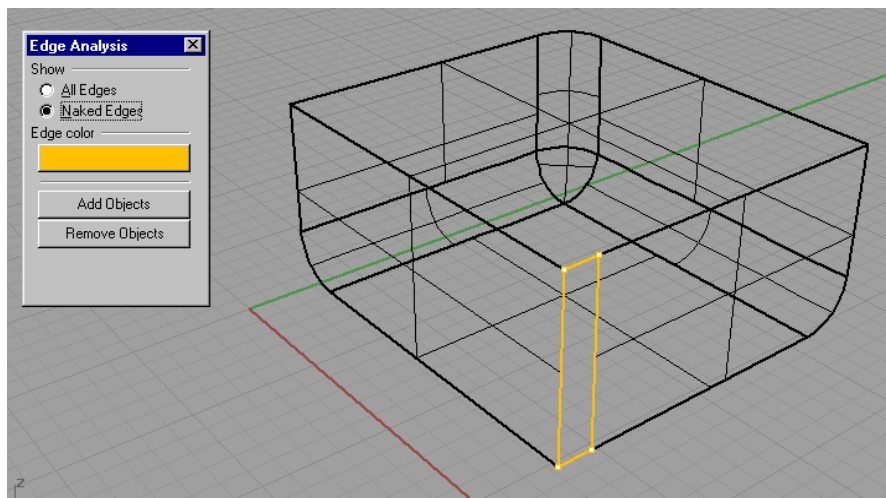 Edge Analysis
Show
All Edges
Naked Edges
Edge color
Add Objects
Remove Objects
z